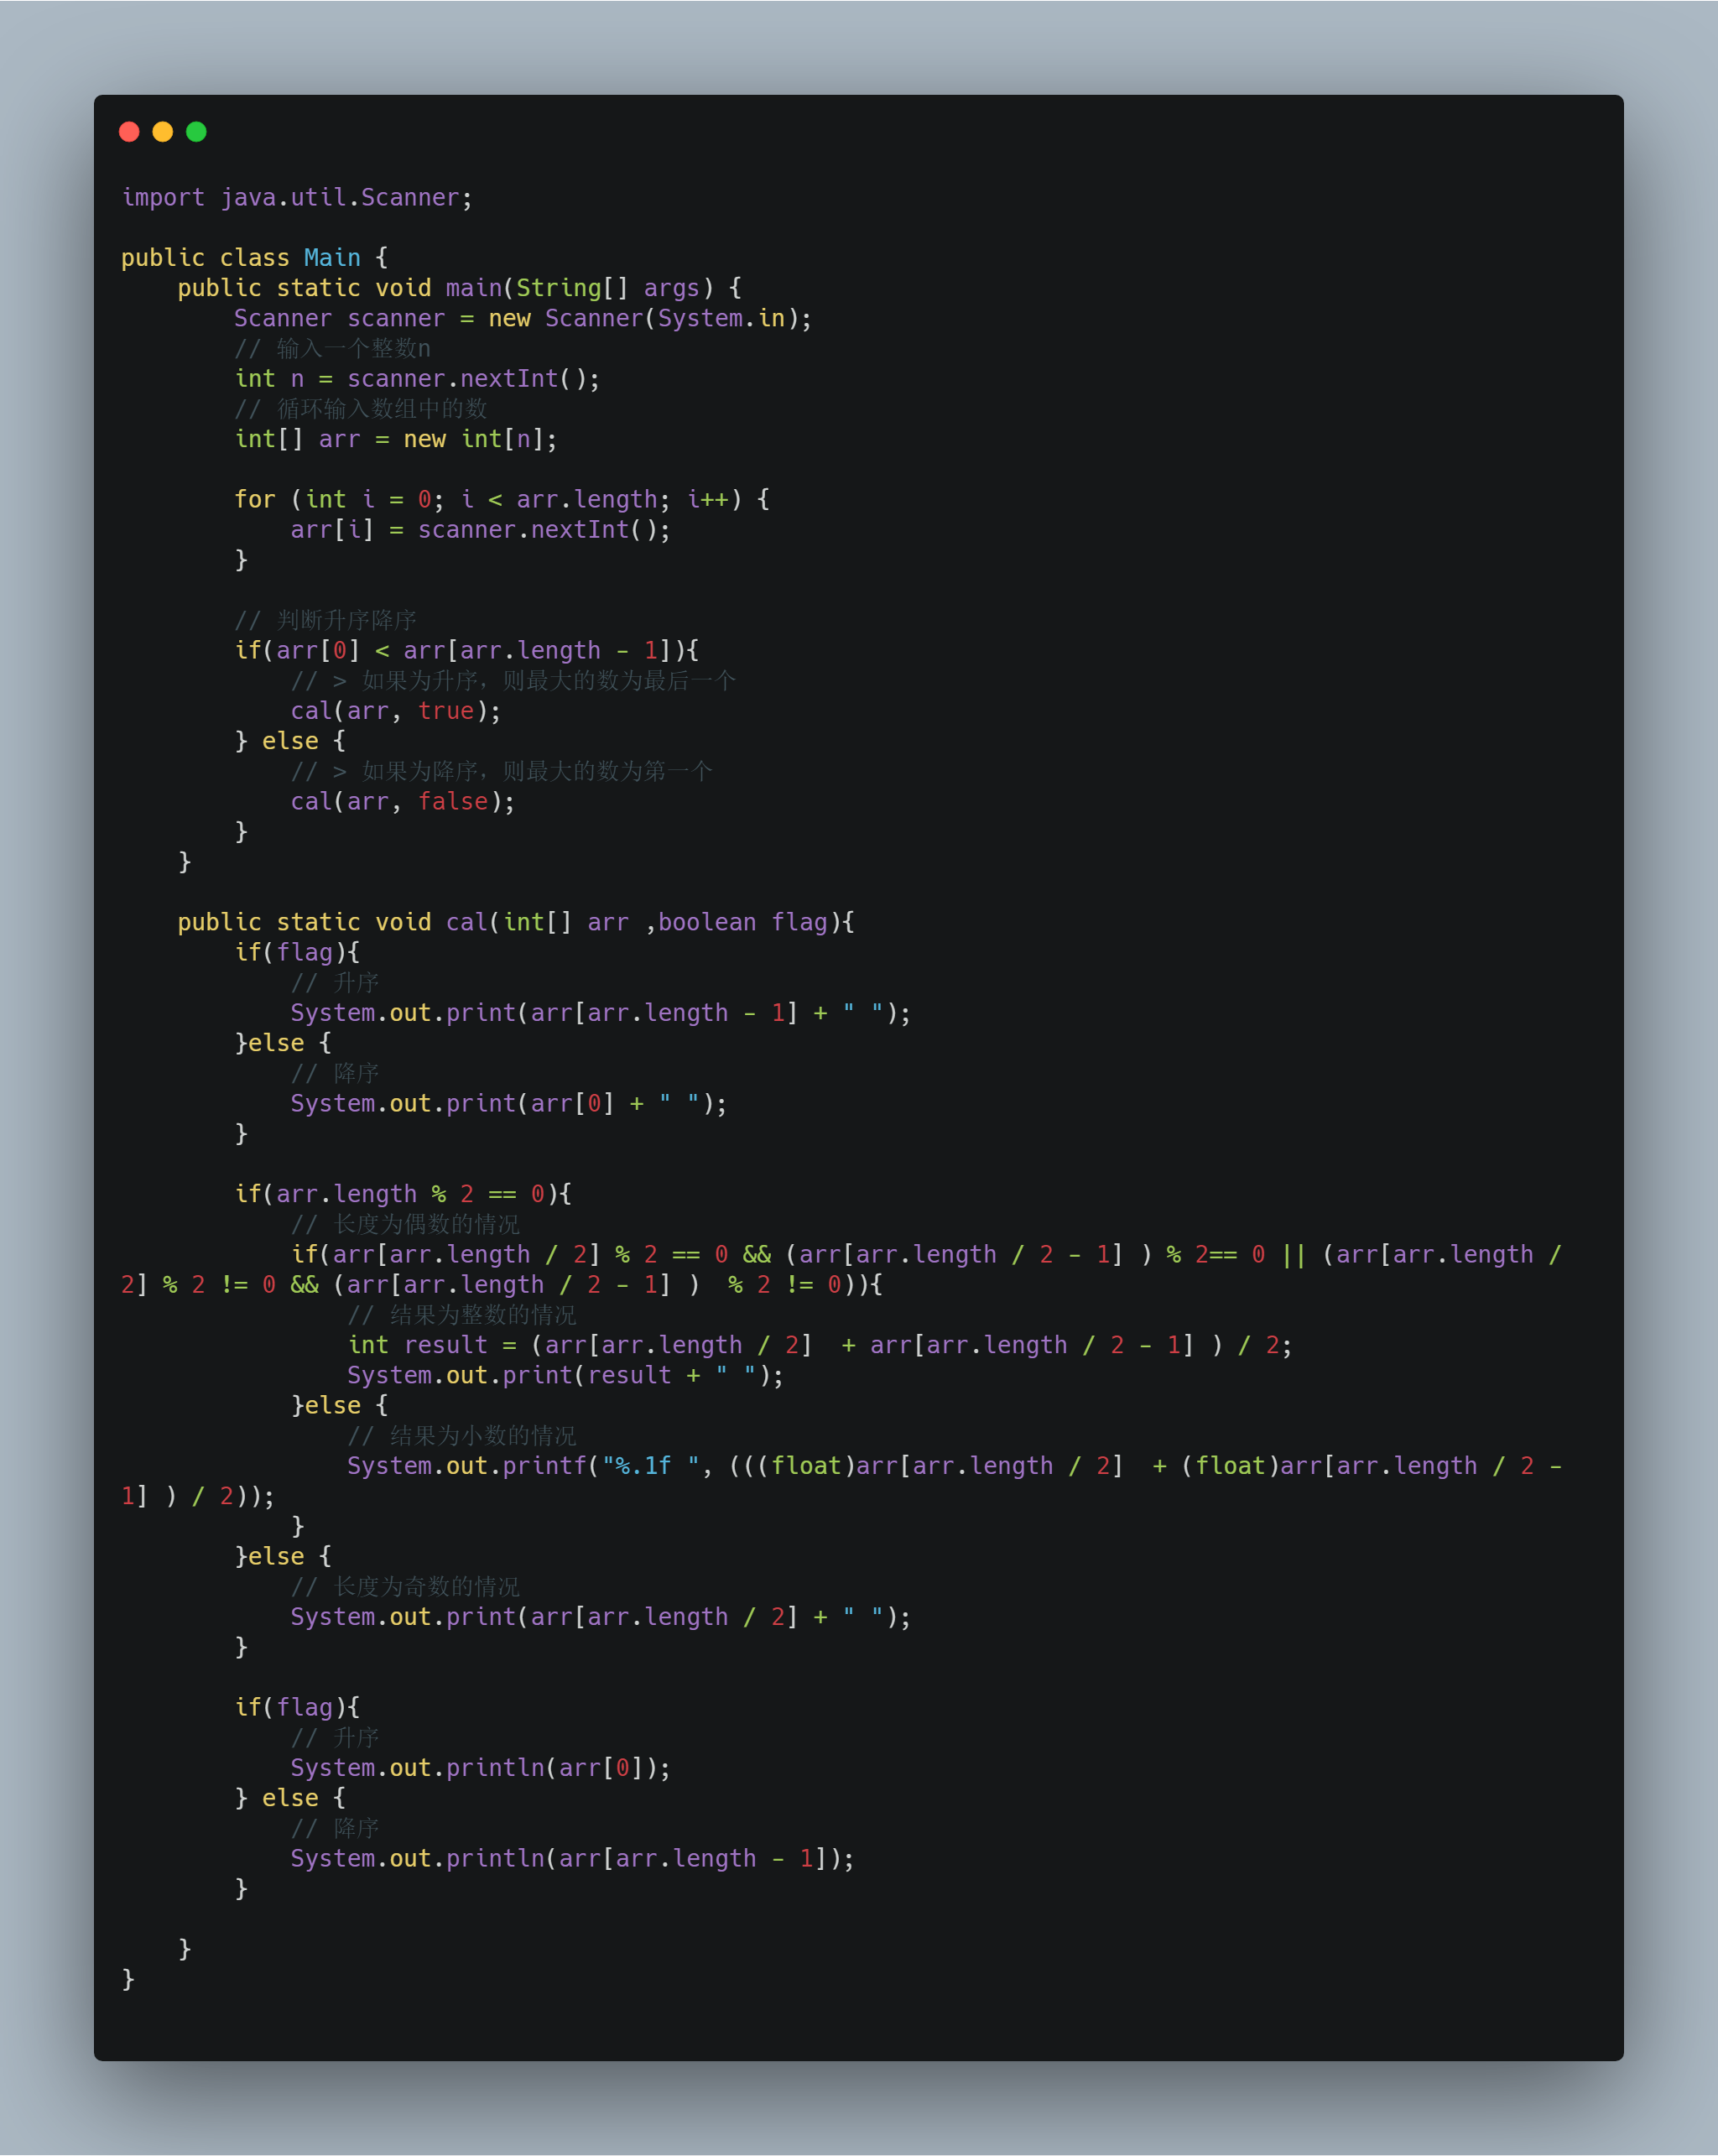 import java.util.Scanner;
public class Main {
    public static void main(String[] args) {
        Scanner scanner = new Scanner(System.in);
        // 输入一个整数n
        int n = scanner.nextInt();
        // 循环输入数组中的数
        int[] arr = new int[n];
        for (int i = 0; i < arr.length; i++) {
            arr[i] = scanner.nextInt();
        }
        // 判断升序降序
        if(arr[0] < arr[arr.length - 1]){
            // > 如果为升序，则最大的数为最后一个
            cal(arr, true);
        } else {
            // > 如果为降序，则最大的数为第一个
            cal(arr, false);
        }
    }
    public static void cal(int[] arr ,boolean flag){
        if(flag){
            // 升序
            System.out.print(arr[arr.length - 1] + " ");
        }else {
            // 降序
            System.out.print(arr[0] + " ");
        }
        if(arr.length % 2 == 0){
            // 长度为偶数的情况
            if(arr[arr.length / 2] % 2 == 0 && (arr[arr.length / 2 - 1] ) % 2== 0 || (arr[arr.length /
2] % 2 != 0 && (arr[arr.length / 2 - 1] )  % 2 != 0)){
                // 结果为整数的情况
                int result = (arr[arr.length / 2]  + arr[arr.length / 2 - 1] ) / 2;
                System.out.print(result + " ");
            }else {
                // 结果为小数的情况
                System.out.printf("%.1f ", (((float)arr[arr.length / 2]  + (float)arr[arr.length / 2 -
1] ) / 2));
            }
        }else {
            // 长度为奇数的情况
            System.out.print(arr[arr.length / 2] + " ");
        }
        if(flag){
            // 升序
            System.out.println(arr[0]);
        } else {
            // 降序
            System.out.println(arr[arr.length - 1]);
        }
    }
}